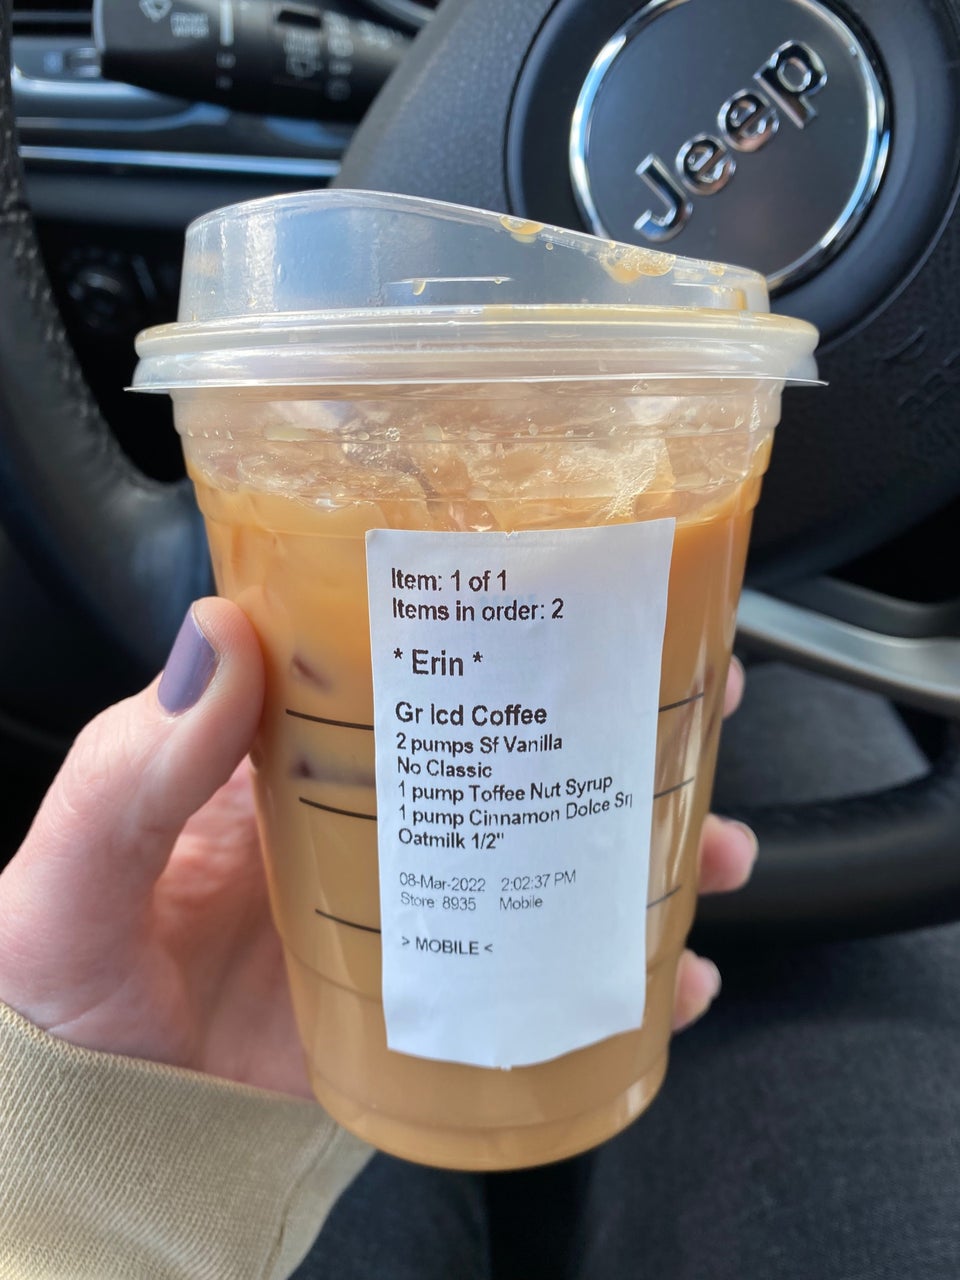 Jeep
Item: 1 of 1
Items in order: 2
* Erin *
Gr Icd Coffee
2 pumps Sf Vanilla
No Classic
1 pump Toffee Nut Syrup
1 pump Cinnamon Dolce Sr
Oatmilk 1/2"
08-Mar-2022 2:02:37 PM
Store 8935 Mobile
> MOBILE <